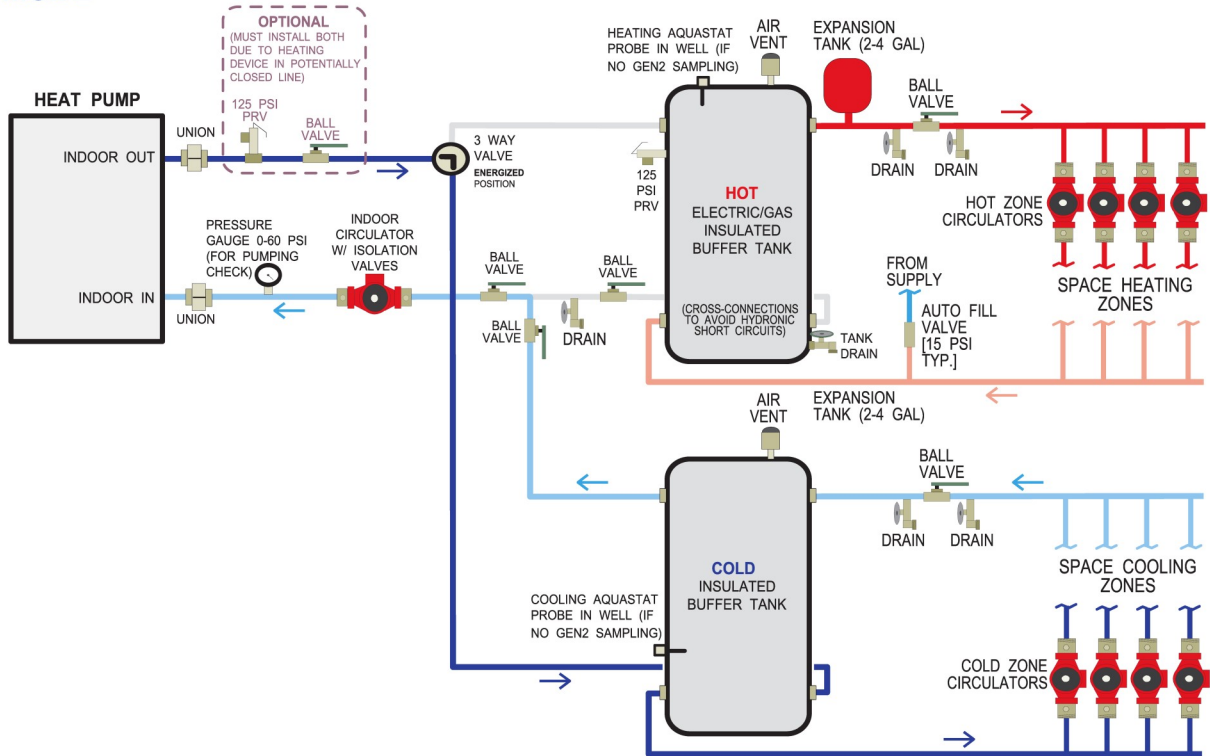 OPTIONAL
(MUST INSTALL BOTH
DUE TO HEATING
DEVICE IN POTENTIALLY
CLOSED LINE)
125 PSI
PRV
BALL
VALVE
HEAT PUMP
INDOOR OUT
UNION
3 WAY
VALVE
ENERGIZED
POSITION
PRESSURE
GAUGE 0-60 PSI
(FOR PUMPING
CHECK)
INDOOR
CIRCULATOR
W/ ISOLATION
VALVES
INDOOR IN
UNION
BALL
VALVE
BALL
VALVE
BALL
VALVE
DRAIN
HEATING AQUASTAT
PROBE IN WELL (IF
NO GEN2 SAMPLING)
AIR
VENT
EXPANSION
TANK (2-4 GAL)
BALL
VALVE
DRAIN
DRAIN
125
PSI
PRV
HOT
ELECTRIC/GAS
INSULATED
BUFFER TANK
(CROSS-CONNECTIONS
TO AVOID HYDRONIC
SHORT CIRCUITS)
TANK
DRAIN
HOT ZONE
CIRCULATORS
FROM
SUPPLY
AUTO FILL
VALVE
[15 PSI
TYP.]
SPACE HEATING
ZONES
AIR
VENT
EXPANSION
TANK (2-4 GAL)
BALL
VALVE
DRAIN
DRAIN
COLD
INSULATED
BUFFER TANK
COOLING AQUASTAT
PROBE IN WELL (IF
NO GEN2 SAMPLING)
SPACE COOLING
ZONES
COLD ZONE
CIRCULATORS